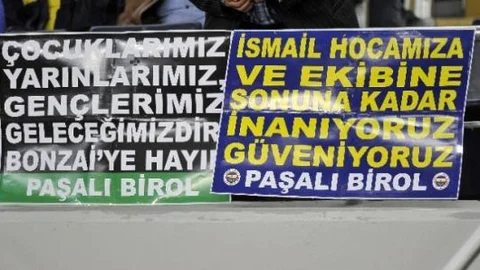 ÇOCUKLARIMIZ
YARINLARIMIZ,
GENÇLERİMİZ
GELECEĞİMİZDİR
BONZAİ'YE HAYIR
PAŞALI BİROL
İSMAİL HOCAMIZA
VE EKİBİNE
SONUNA KADAR
İNANIYORUZ
GÜVENİYORUZ
PAŞALI BİROL